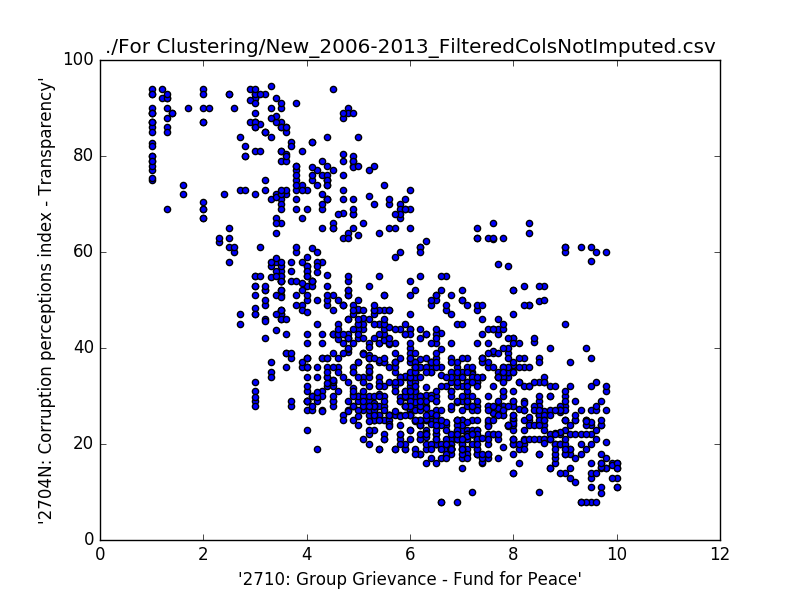 ./For Clustering/New_2006-2013_FilteredColsNotImputed.csv
100
80
60
40
20
0
'2704N: Corruption perceptions index - Transparency'
0 2 4 6 8 10 12
'2710: Group Grievance - Fund for Peace'